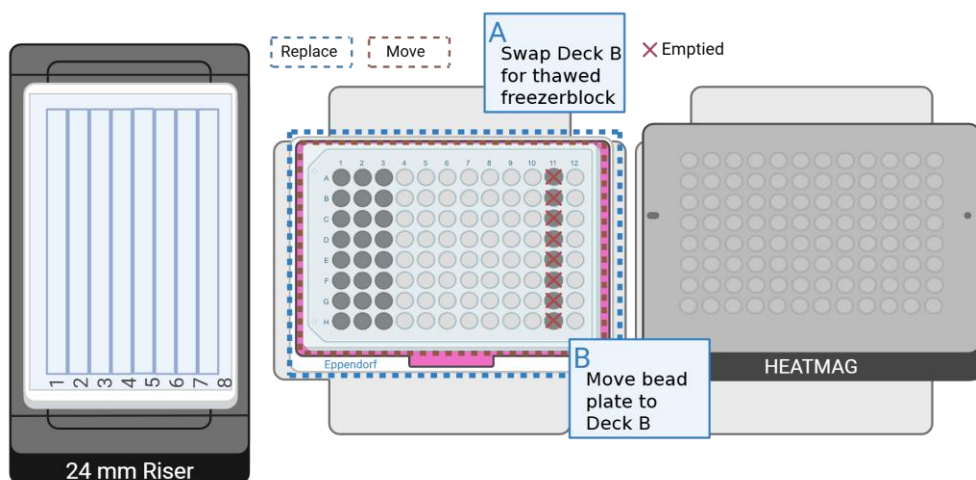 Replace
Move
A
Swap Deck B
for thawed
freezerblock
Emptied
1 2 3 4 5 6 7 8 9 10 11 12
A
B
C
D
E
F
G
H
Eppendorf
B
Move bead
plate to
Deck B
1 2 3 4 5 6 7 8
24 mm Riser
HEATMAG